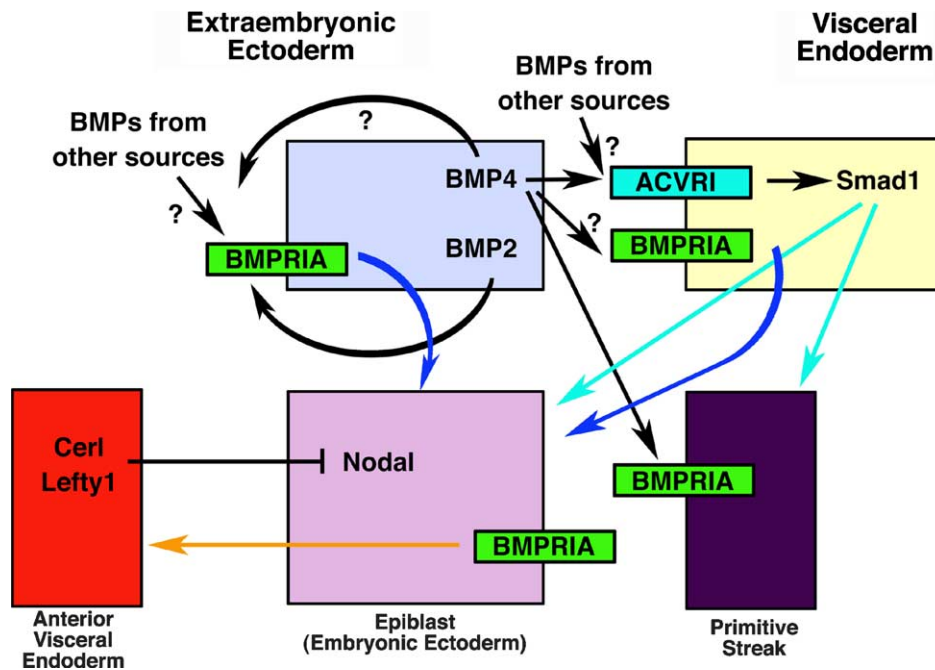 Extraembryonic
Ectoderm
Visceral
Endoderm
BMPs from
other sources
?
?
BMPs from
other sources
?
BMP4
ACVRI
Smad1
?
BMPRIA
BMP2
BMPRIA
Cerl
Lefty1
Nodal
BMPRIA
BMPRIA
Anterior
Visceral
Endoderm
Epiblast
(Embryonic Ectoderm)
Primitive
Streak